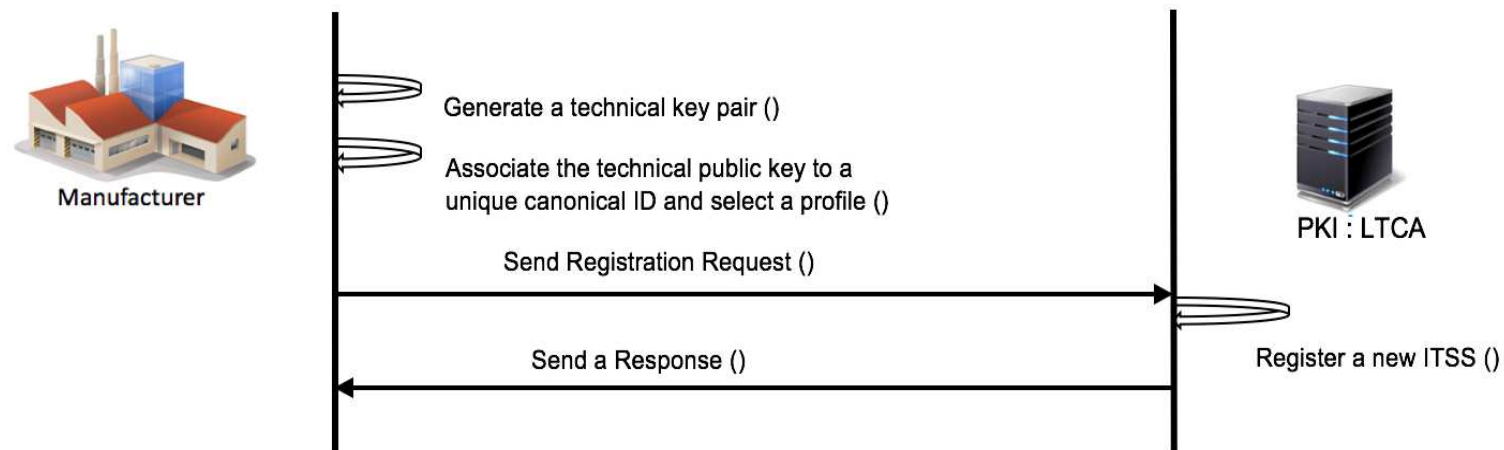 Generate a technical key pair ()
Associate the technical public key to a
unique canonical ID and select a profile ()
Manufacturer
PKI : LTCA
Send Registration Request ()
Send a Response ()
Register a new ITSS ()